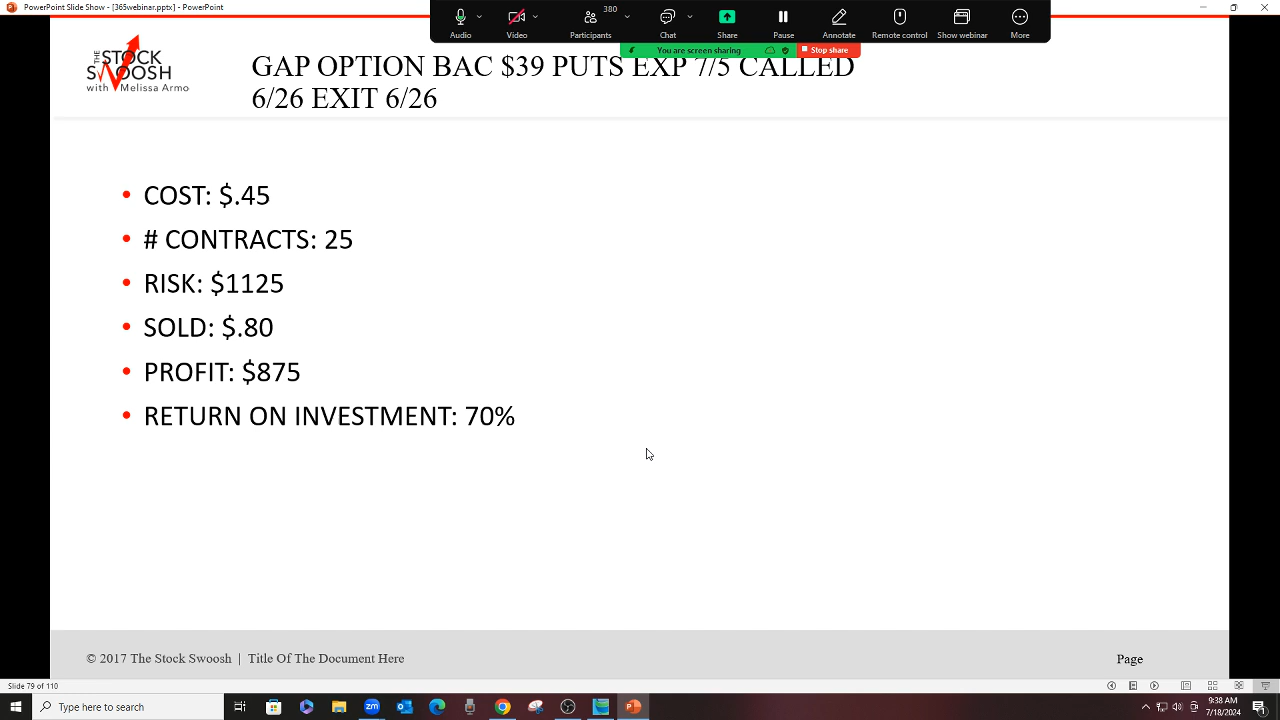 PowerPoint Slide Show - [365webinar.pptx] - PowerPoint
380
Audio
Video
Participants
Chat
Share
Pause
Annotate
Remote control
Show webinar
More
You are screen sharing
Stop share
THE
STOCK
SWOOSH
with Melissa Armo
GAP OPTION BAC $39 PUTS EXP 7/5 CALLED
6/26 EXIT 6/26
• COST: $.45
• # CONTRACTS: 25
• RISK: $1125
• SOLD: $.80
• PROFIT: $875
• RETURN ON INVESTMENT: 70%
© 2017 The Stock Swoosh | Title Of The Document Here
Page
Slide 79 of 110
Type here to search
zm
9:38 AM
7/18/2024